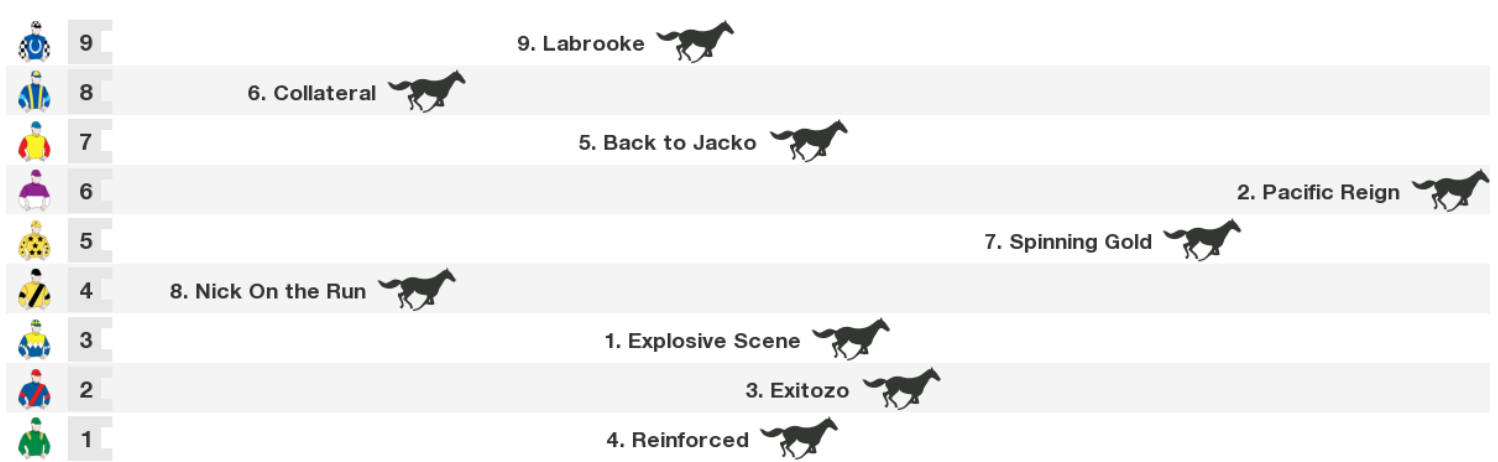 9 9. Labrooke
8 6. Collateral
7 5. Back to Jacko
6 2. Pacific Reign
5 7. Spinning Gold
4 8. Nick On the Run
3 1. Explosive Scene
2 3. Exitozo
1 4. Reinforced